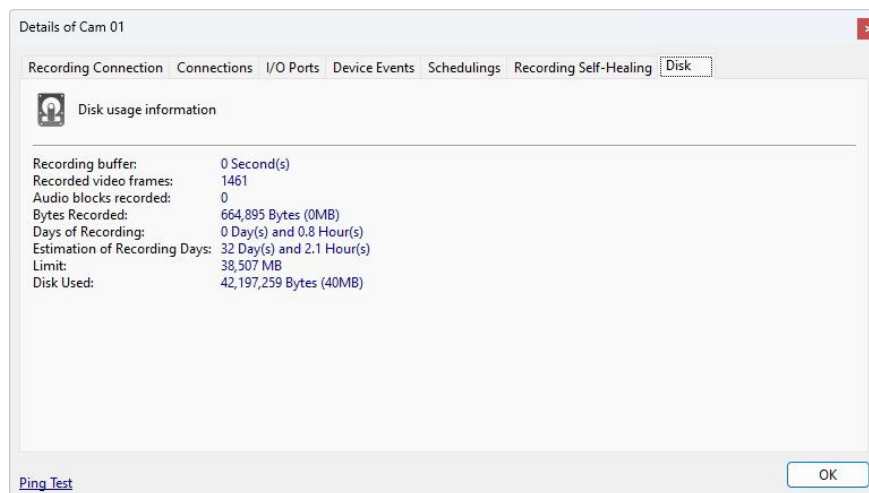 Details of Cam 01
Recording Connection Connections I/O Ports Device Events Schedulings Recording Self-Healing Disk
Disk usage information
Recording buffer: 0 Second(s)
Recorded video frames: 1461
Audio blocks recorded: 0
Bytes Recorded: 664,895 Bytes (0MB)
Days of Recording: 0 Day(s) and 0.8 Hour(s)
Estimation of Recording Days: 32 Day(s) and 2.1 Hour(s)
Limit: 38,507 MB
Disk Used: 42,197,259 Bytes (40MB)
Ping Test OK